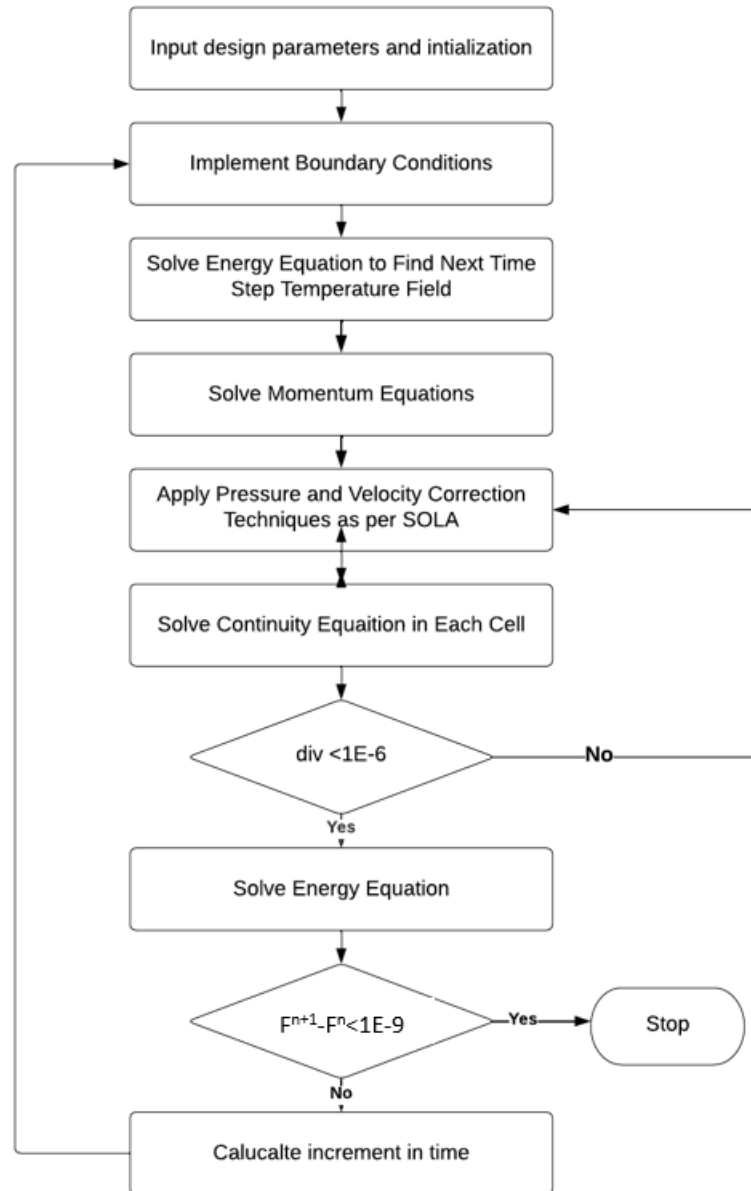 Input design parameters and intialization
Implement Boundary Conditions
Solve Energy Equation to Find Next Time
Step Temperature Field
Solve Momentum Equations
Apply Pressure and Velocity Correction
Techniques as per SOLA
Solve Continuity Equaition in Each Cell
div <1E-6
No
Yes
Solve Energy Equation
Fⁿ⁺¹-Fⁿ<1E-9
Yes
Stop
No
Calucalte increment in time